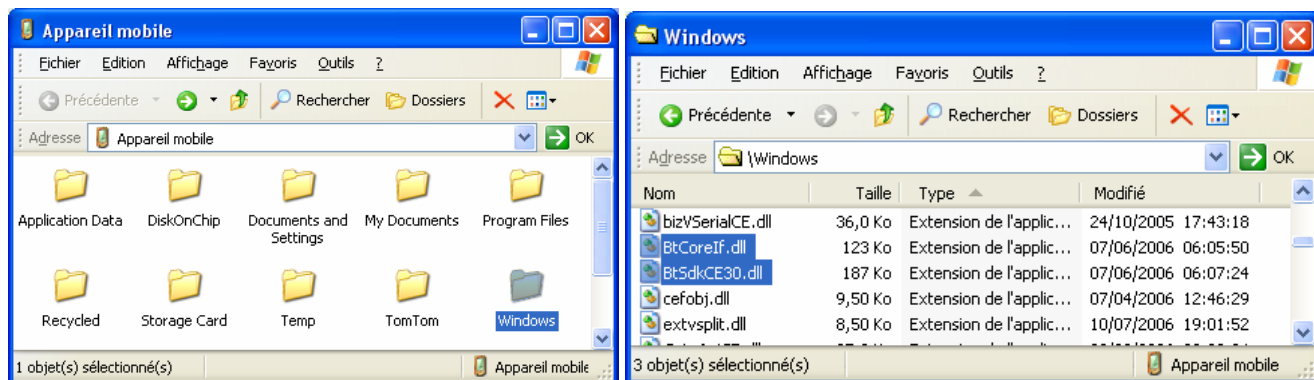 Appareil mobile
Fichier Edition Affichage Favoris Outils ?
Précédente Rechercher Dossiers
Adresse Appareil mobile OK
Application Data DiskOnChip Documents and Settings My Documents Program Files
Recycled Storage Card Temp TomTom Windows
1 objet(s) sélectionné(s) Appareil mobile
Windows
Fichier Edition Affichage Favoris Outils ?
Précédente Rechercher Dossiers
Adresse \Windows OK
Nom Taille Type Modifié
bizVSerialCE.dll 36,0 Ko Extension de l'applic... 24/10/2005 17:43:18
BtCoreIf.dll 123 Ko Extension de l'applic... 07/06/2006 06:05:50
BtSdkCE30.dll 187 Ko Extension de l'applic... 07/06/2006 06:07:24
cefobj.dll 9,50 Ko Extension de l'applic... 07/04/2006 12:46:29
extvsplit.dll 8,50 Ko Extension de l'applic... 10/07/2006 19:01:52
3 objet(s) sélectionné(s) Appareil mobile